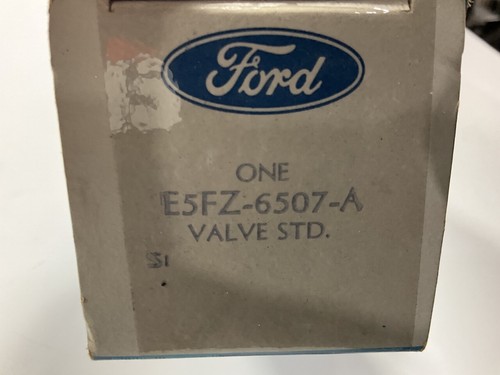 Ford
ONE
E5FZ-6507-A
VALVE STD.